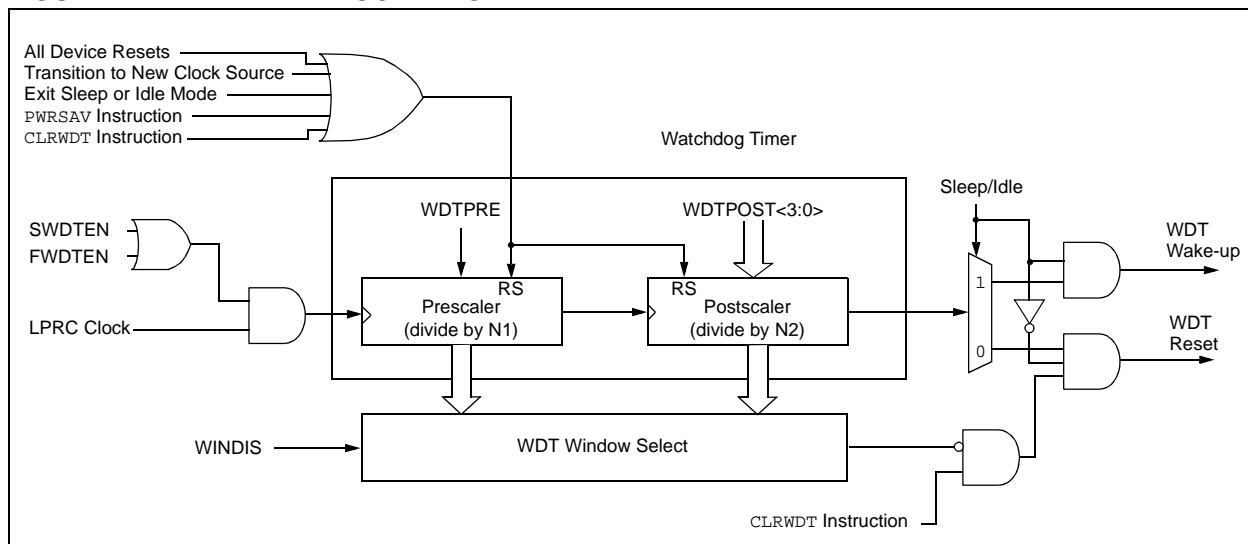 All Device Resets
Transition to New Clock Source
Exit Sleep or Idle Mode
PWRSAV Instruction
CLRWDT Instruction
Watchdog Timer
Sleep/Idle
WDTPRE
WDTPOST<3:0>
SWDTEN
FWDTEN
WDT
Wake-up
RS
RS
Prescaler
(divide by N1)
Postscaler
(divide by N2)
1
0
LPRC Clock
WDT
Reset
WINDIS
WDT Window Select
CLRWDT Instruction